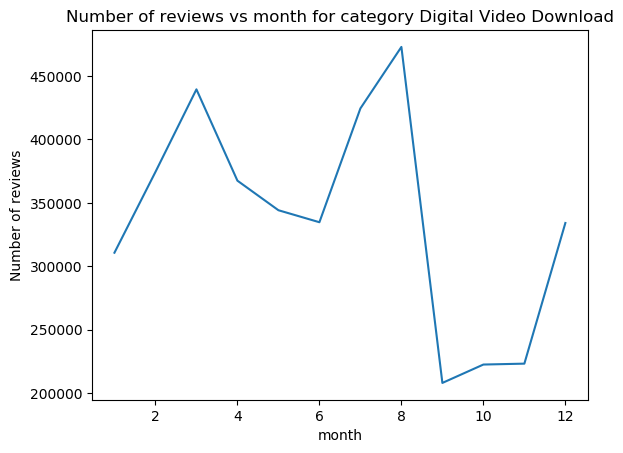 Number of reviews vs month for category Digital Video Download
Number of reviews
450000
400000
350000
300000
250000
200000
2 4 6 8 10 12
month